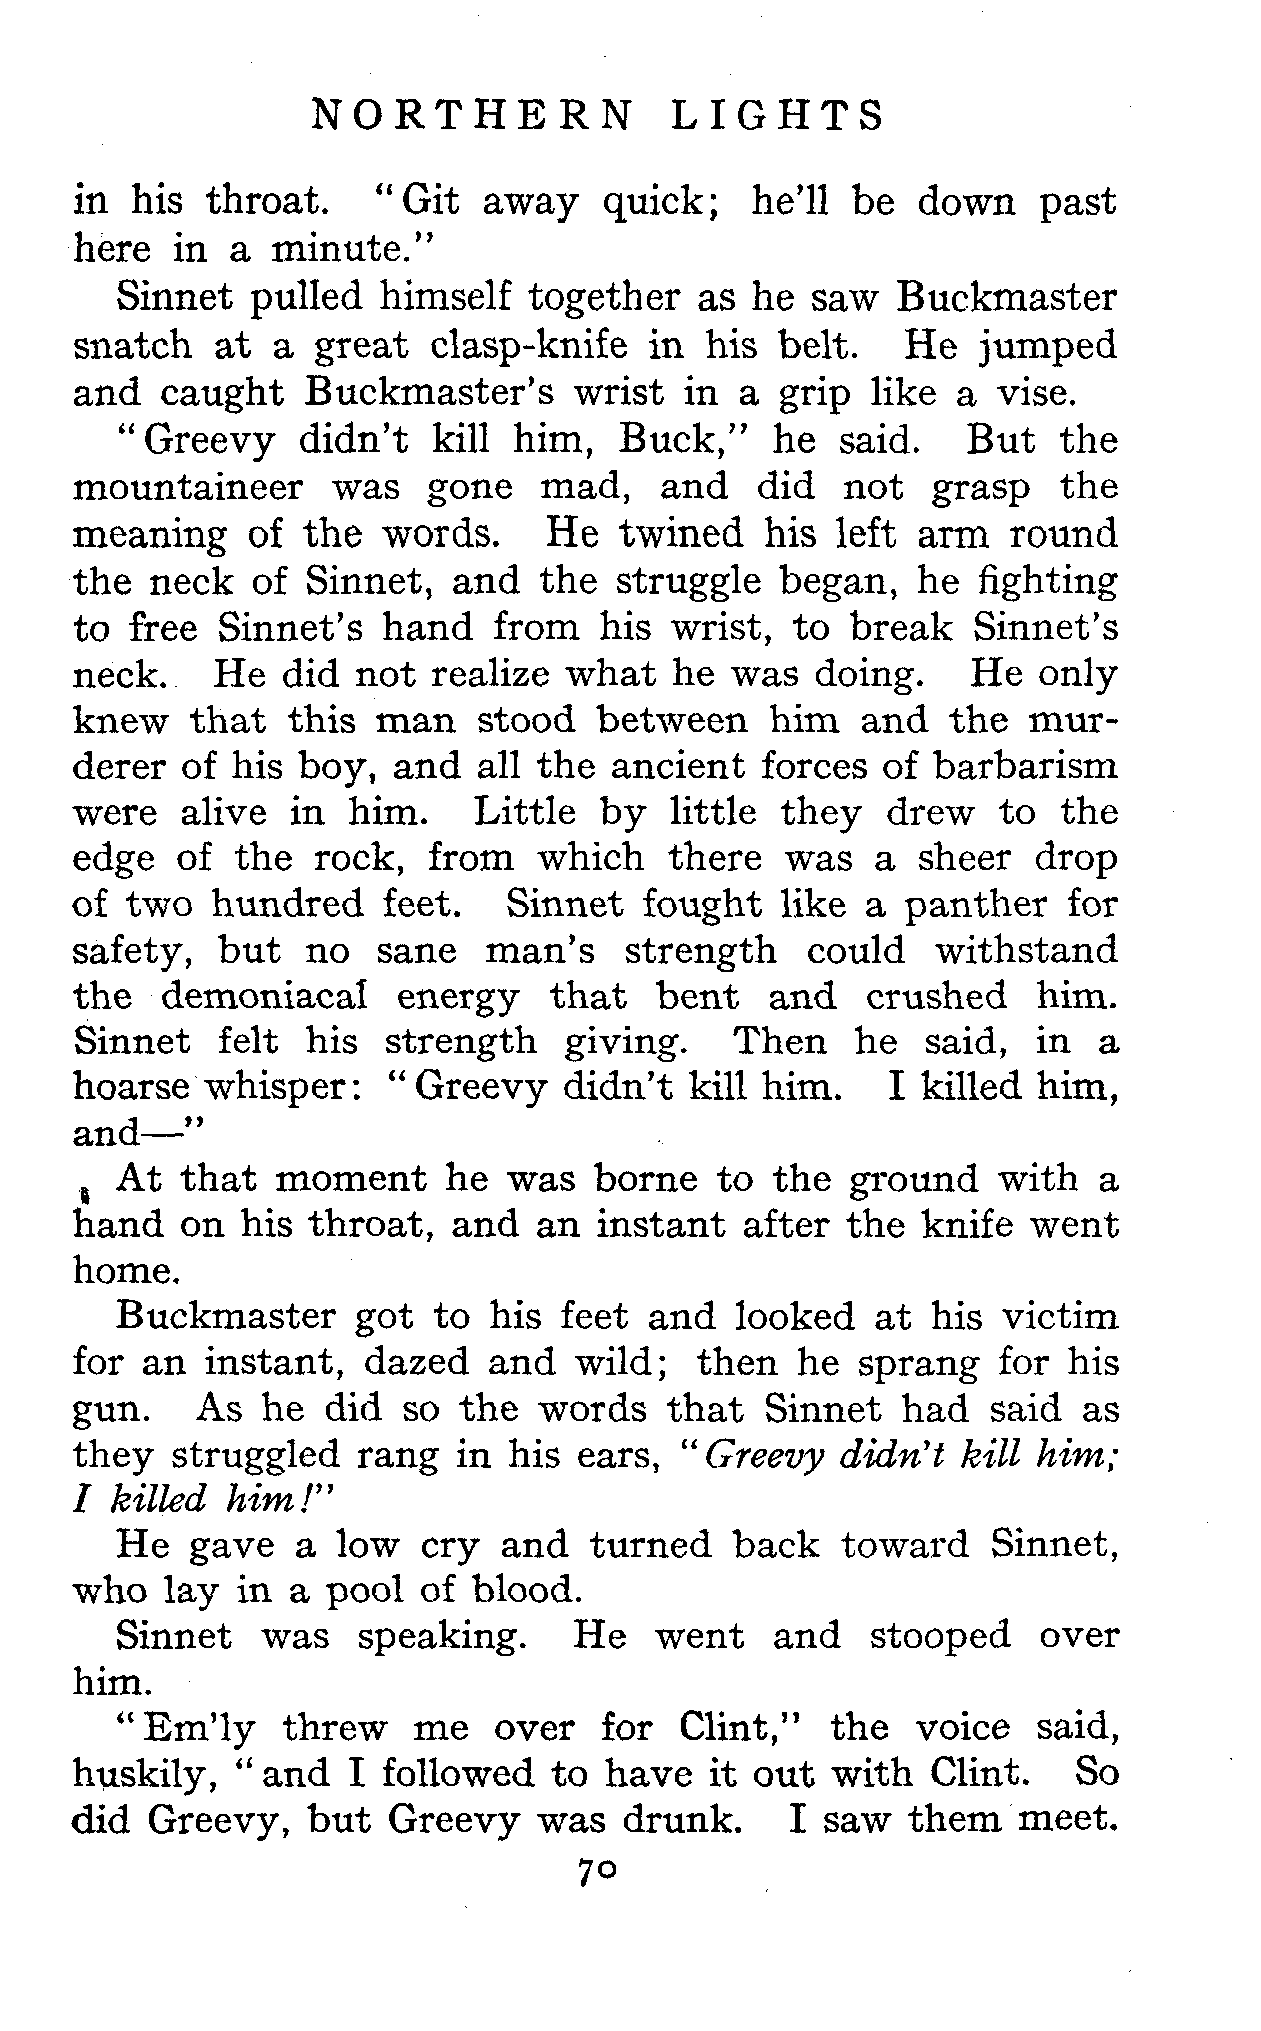 NORTHERN LIGHTS
in his throat. "Git away quick; he'll be down past
here in a minute."
Sinnet pulled himself together as he saw Buckmaster
snatch at a great clasp-knife in his belt. He jumped
and caught Buckmaster's wrist in a grip like a vise.
"Greevy didn't kill him, Buck," he said. But the
mountaineer was gone mad, and did not grasp the
meaning of the words. He twined his left arm round
the neck of Sinnet, and the struggle began, he fighting
to free Sinnet's hand from his wrist, to break Sinnet's
neck. He did not realize what he was doing. He only
knew that this man stood between him and the mur-
derer of his boy, and all the ancient forces of barbarism
were alive in him. Little by little they drew to the
edge of the rock, from which there was a sheer drop
of two hundred feet. Sinnet fought like a panther for
safety, but no sane man's strength could withstand
the demoniacal energy that bent and crushed him.
Sinnet felt his strength giving. Then he said, in a
hoarse whisper: "Greevy didn't kill him. I killed him,
and—"
At that moment he was borne to the ground with a
hand on his throat, and an instant after the knife went
home.
Buckmaster got to his feet and looked at his victim
for an instant, dazed and wild; then he sprang for his
gun. As he did so the words that Sinnet had said as
they struggled rang in his ears, "Greevy didn't kill him;
I killed him!"
He gave a low cry and turned back toward Sinnet,
who lay in a pool of blood.
Sinnet was speaking. He went and stooped over
him.
"Em'ly threw me over for Clint," the voice said,
huskily, "and I followed to have it out with Clint. So
did Greevy, but Greevy was drunk. I saw them meet.
70